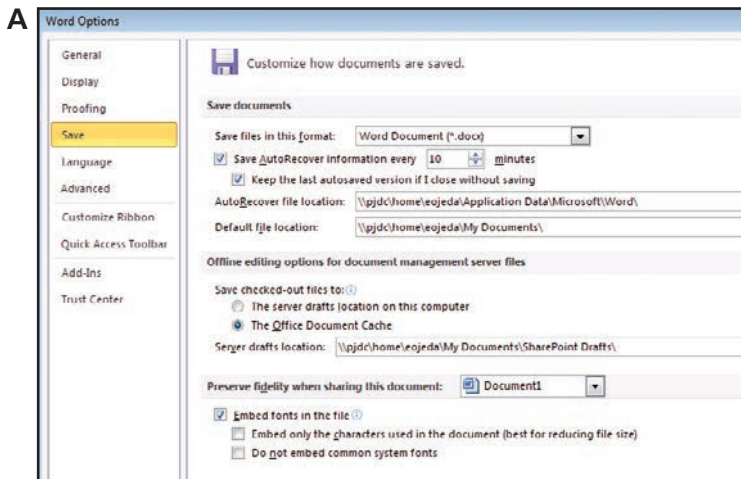 A
Word Options
General
Display
Proofing
Save
Language
Advanced
Customize Ribbon
Quick Access Toolbar
Add-Ins
Trust Center
Customize how documents are saved.
Save documents
Save files in this format: Word Document (*.docx)
Save AutoRecover information every 10 minutes
Keep the last autosaved version if I close without saving
AutoRecover file location: \\pjdc\home\eojeda\Application Data\Microsoft\Word\
Default file location: \\pjdc\home\eojeda\My Documents\
Offline editing options for document management server files
Save checked-out files to:
The server drafts location on this computer
The Office Document Cache
Server drafts location: \\pjdc\home\eojeda\My Documents\SharePoint Drafts\
Preserve fidelity when sharing this document: Document1
Embed fonts in the file
Embed only the characters used in the document (best for reducing file size)
Do not embed common system fonts